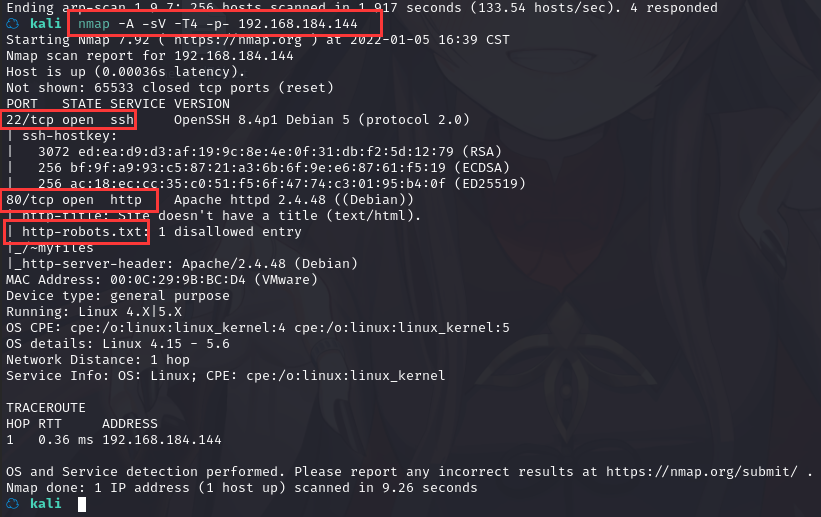 Ending arp-scan 1.9.7: 256 hosts scanned in 1.917 seconds (133.54 hosts/sec). 4 responded
kali nmap -A -sV -T4 -p- 192.168.184.144
Starting Nmap 7.92 ( https://nmap.org ) at 2022-01-05 16:39 CST
Nmap scan report for 192.168.184.144
Host is up (0.00036s latency).
Not shown: 65533 closed tcp ports (reset)
PORT   STATE SERVICE VERSION
22/tcp open  ssh     OpenSSH 8.4p1 Debian 5 (protocol 2.0)
| ssh-hostkey:
|   3072 ed:ea:d9:d3:af:19:9c:8e:4e:0f:31:db:f2:5d:12:79 (RSA)
|   256 bf:9f:a9:93:c5:87:21:a3:6b:6f:9e:e6:87:61:f5:19 (ECDSA)
|   256 ac:18:ec:cc:35:c0:51:f5:6f:47:74:c3:01:95:b4:0f (ED25519)
80/tcp open  http    Apache httpd 2.4.48 ((Debian))
|_http-title: Site doesn't have a title (text/html).
| http-robots.txt: 1 disallowed entry
|_/~myfiles
|_http-server-header: Apache/2.4.48 (Debian)
MAC Address: 00:0C:29:9B:BC:D4 (VMware)
Device type: general purpose
Running: Linux 4.X|5.X
OS CPE: cpe:/o:linux:linux_kernel:4 cpe:/o:linux:linux_kernel:5
OS details: Linux 4.15 - 5.6
Network Distance: 1 hop
Service Info: OS: Linux; CPE: cpe:/o:linux:linux_kernel
TRACEROUTE
HOP RTT     ADDRESS
1   0.36 ms 192.168.184.144
OS and Service detection performed. Please report any incorrect results at https://nmap.org/submit/ .
Nmap done: 1 IP address (1 host up) scanned in 9.26 seconds
kali